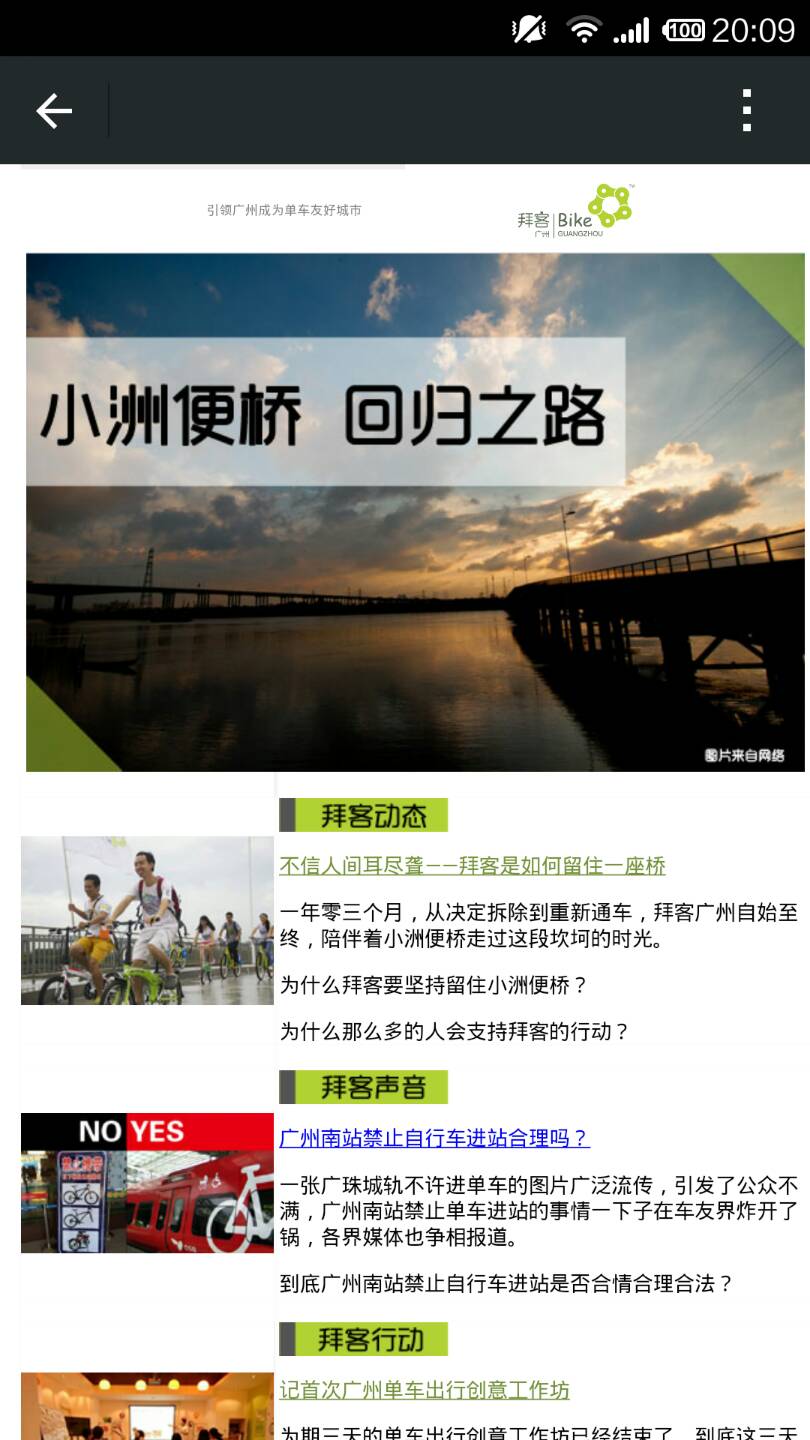 100 20:09
引领广州成为单车友好城市
拜客 Bike
广州 GUANGZHOU
TM
小洲便桥 回归之路
图片来自网络
拜客动态
不信人间耳尽聋——拜客是如何留住一座桥
一年零三个月，从决定拆除到重新通车，拜客广州自始至
终，陪伴着小洲便桥走过这段坎坷的时光。
为什么拜客要坚持留住小洲便桥？
为什么那么多的人会支持拜客的行动？
拜客声音
NO YES
禁止携带
广州南站禁止自行车进站合理吗？
一张广珠城轨不许进单车的图片广泛流传，引发了公众不
满，广州南站禁止单车进站的事情一下子在车友界炸开了
锅，各界媒体也争相报道。
到底广州南站禁止自行车进站是否合情合理合法？
拜客行动
记首次广州单车出行创意工作坊
为期三天的单车出行创意工作坊已经结束了，到底这三天